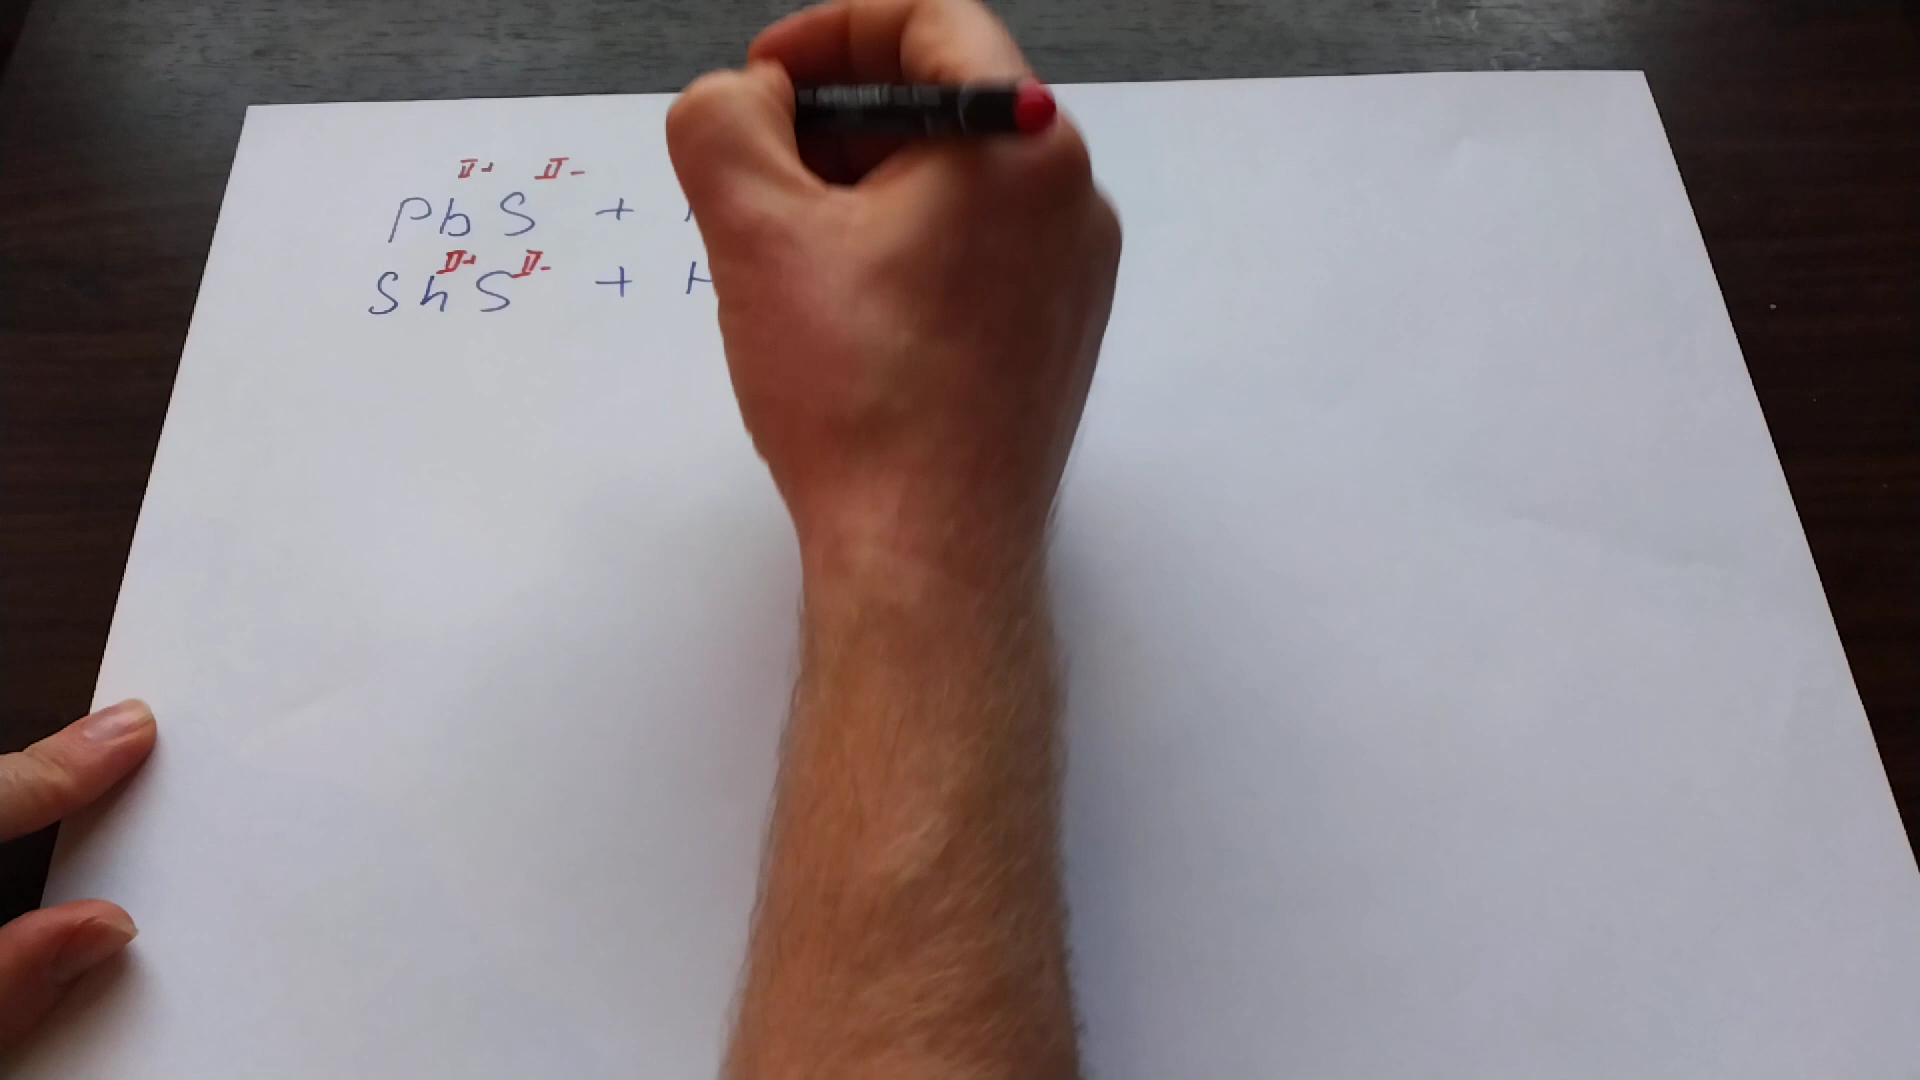 II+ II-
PbS +
II+ II-
SnS + H